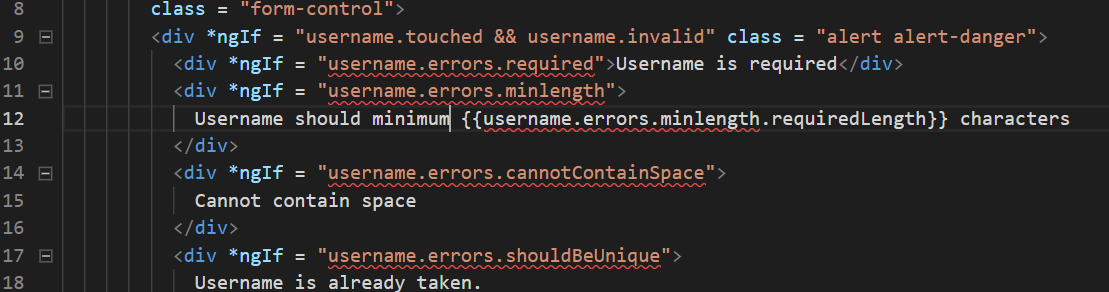 8 class = "form-control">
9 <div *ngIf = "username.touched && username.invalid" class = "alert alert-danger">
10 <div *ngIf = "username.errors.required">Username is required</div>
11 <div *ngIf = "username.errors.minlength">
12 Username should minimum {{username.errors.minlength.requiredLength}} characters
13 </div>
14 <div *ngIf = "username.errors.cannotContainSpace">
15 Cannot contain space
16 </div>
17 <div *ngIf = "username.errors.shouldBeUnique">
18 Username is already taken.